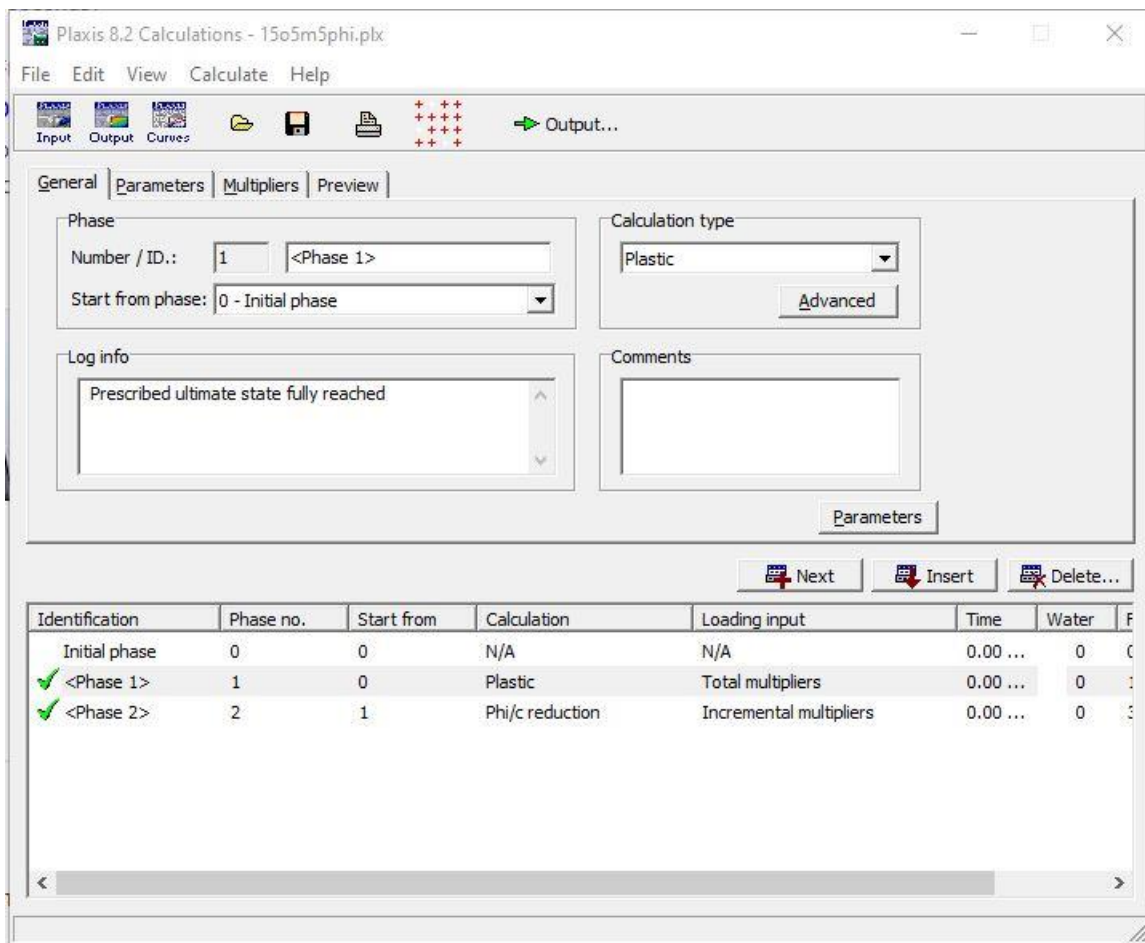 Plaxis 8.2 Calculations - 15o5m5phi.plx
File Edit View Calculate Help
Input Output Curves Output...
General Parameters Multipliers Preview
Phase Calculation type
Number / ID.: 1 <Phase 1> Plastic
Start from phase: 0 - Initial phase Advanced
Log info Comments
Prescribed ultimate state fully reached
Parameters
Next Insert Delete...
Identification Phase no. Start from Calculation Loading input Time Water F
Initial phase 0 0 N/A N/A 0.00 ... 0
<Phase 1> 1 0 Plastic Total multipliers 0.00 ... 0 1
<Phase 2> 2 1 Phi/c reduction Incremental multipliers 0.00 ... 0